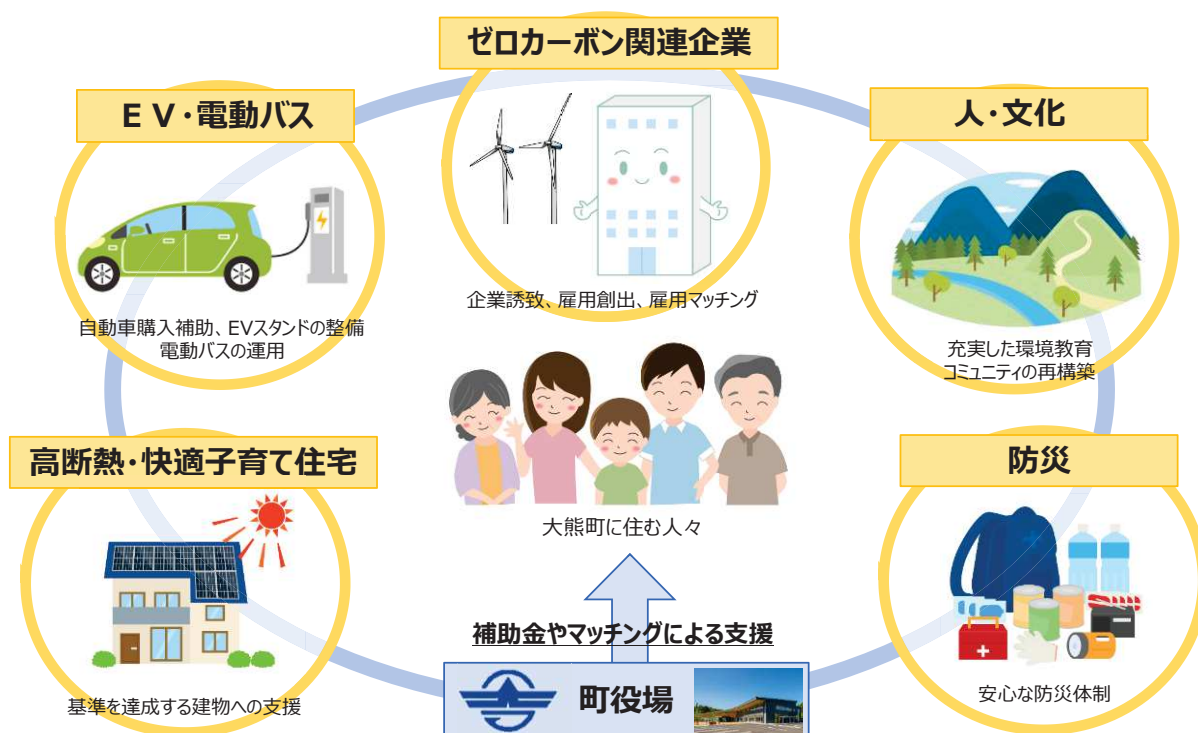 ゼロカーボン関連企業
企業誘致、雇用創出、雇用マッチング
ＥＶ・電動バス
自動車購入補助、EVスタンドの整備
電動バスの運用
人・文化
充実した環境教育
コミュニティの再構築
高断熱・快適子育て住宅
基準を達成する建物への支援
大熊町に住む人々
防災
安心な防災体制
補助金やマッチングによる支援
町役場